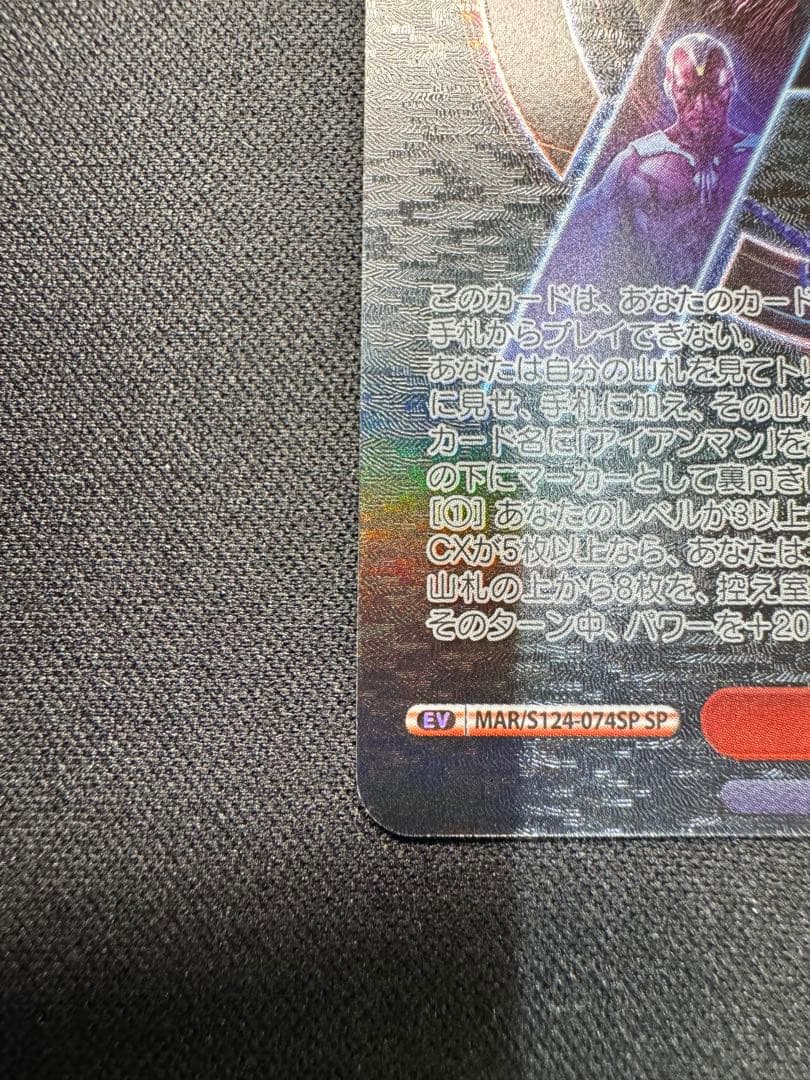 このカードは、あなたのカード
手札からプレイできない。
あなたは自分の山札を見てト
に見せ、手札に加え、その山
カード名に「アイアンマン」を
の下にマーカーとして裏向き
[①] あなたのレベルが3以上
CXが5枚以上なら、あなたは
山札の上から8枚を、控え室
そのターン中、パワーを+20
EV MAR/S124-074SP SP